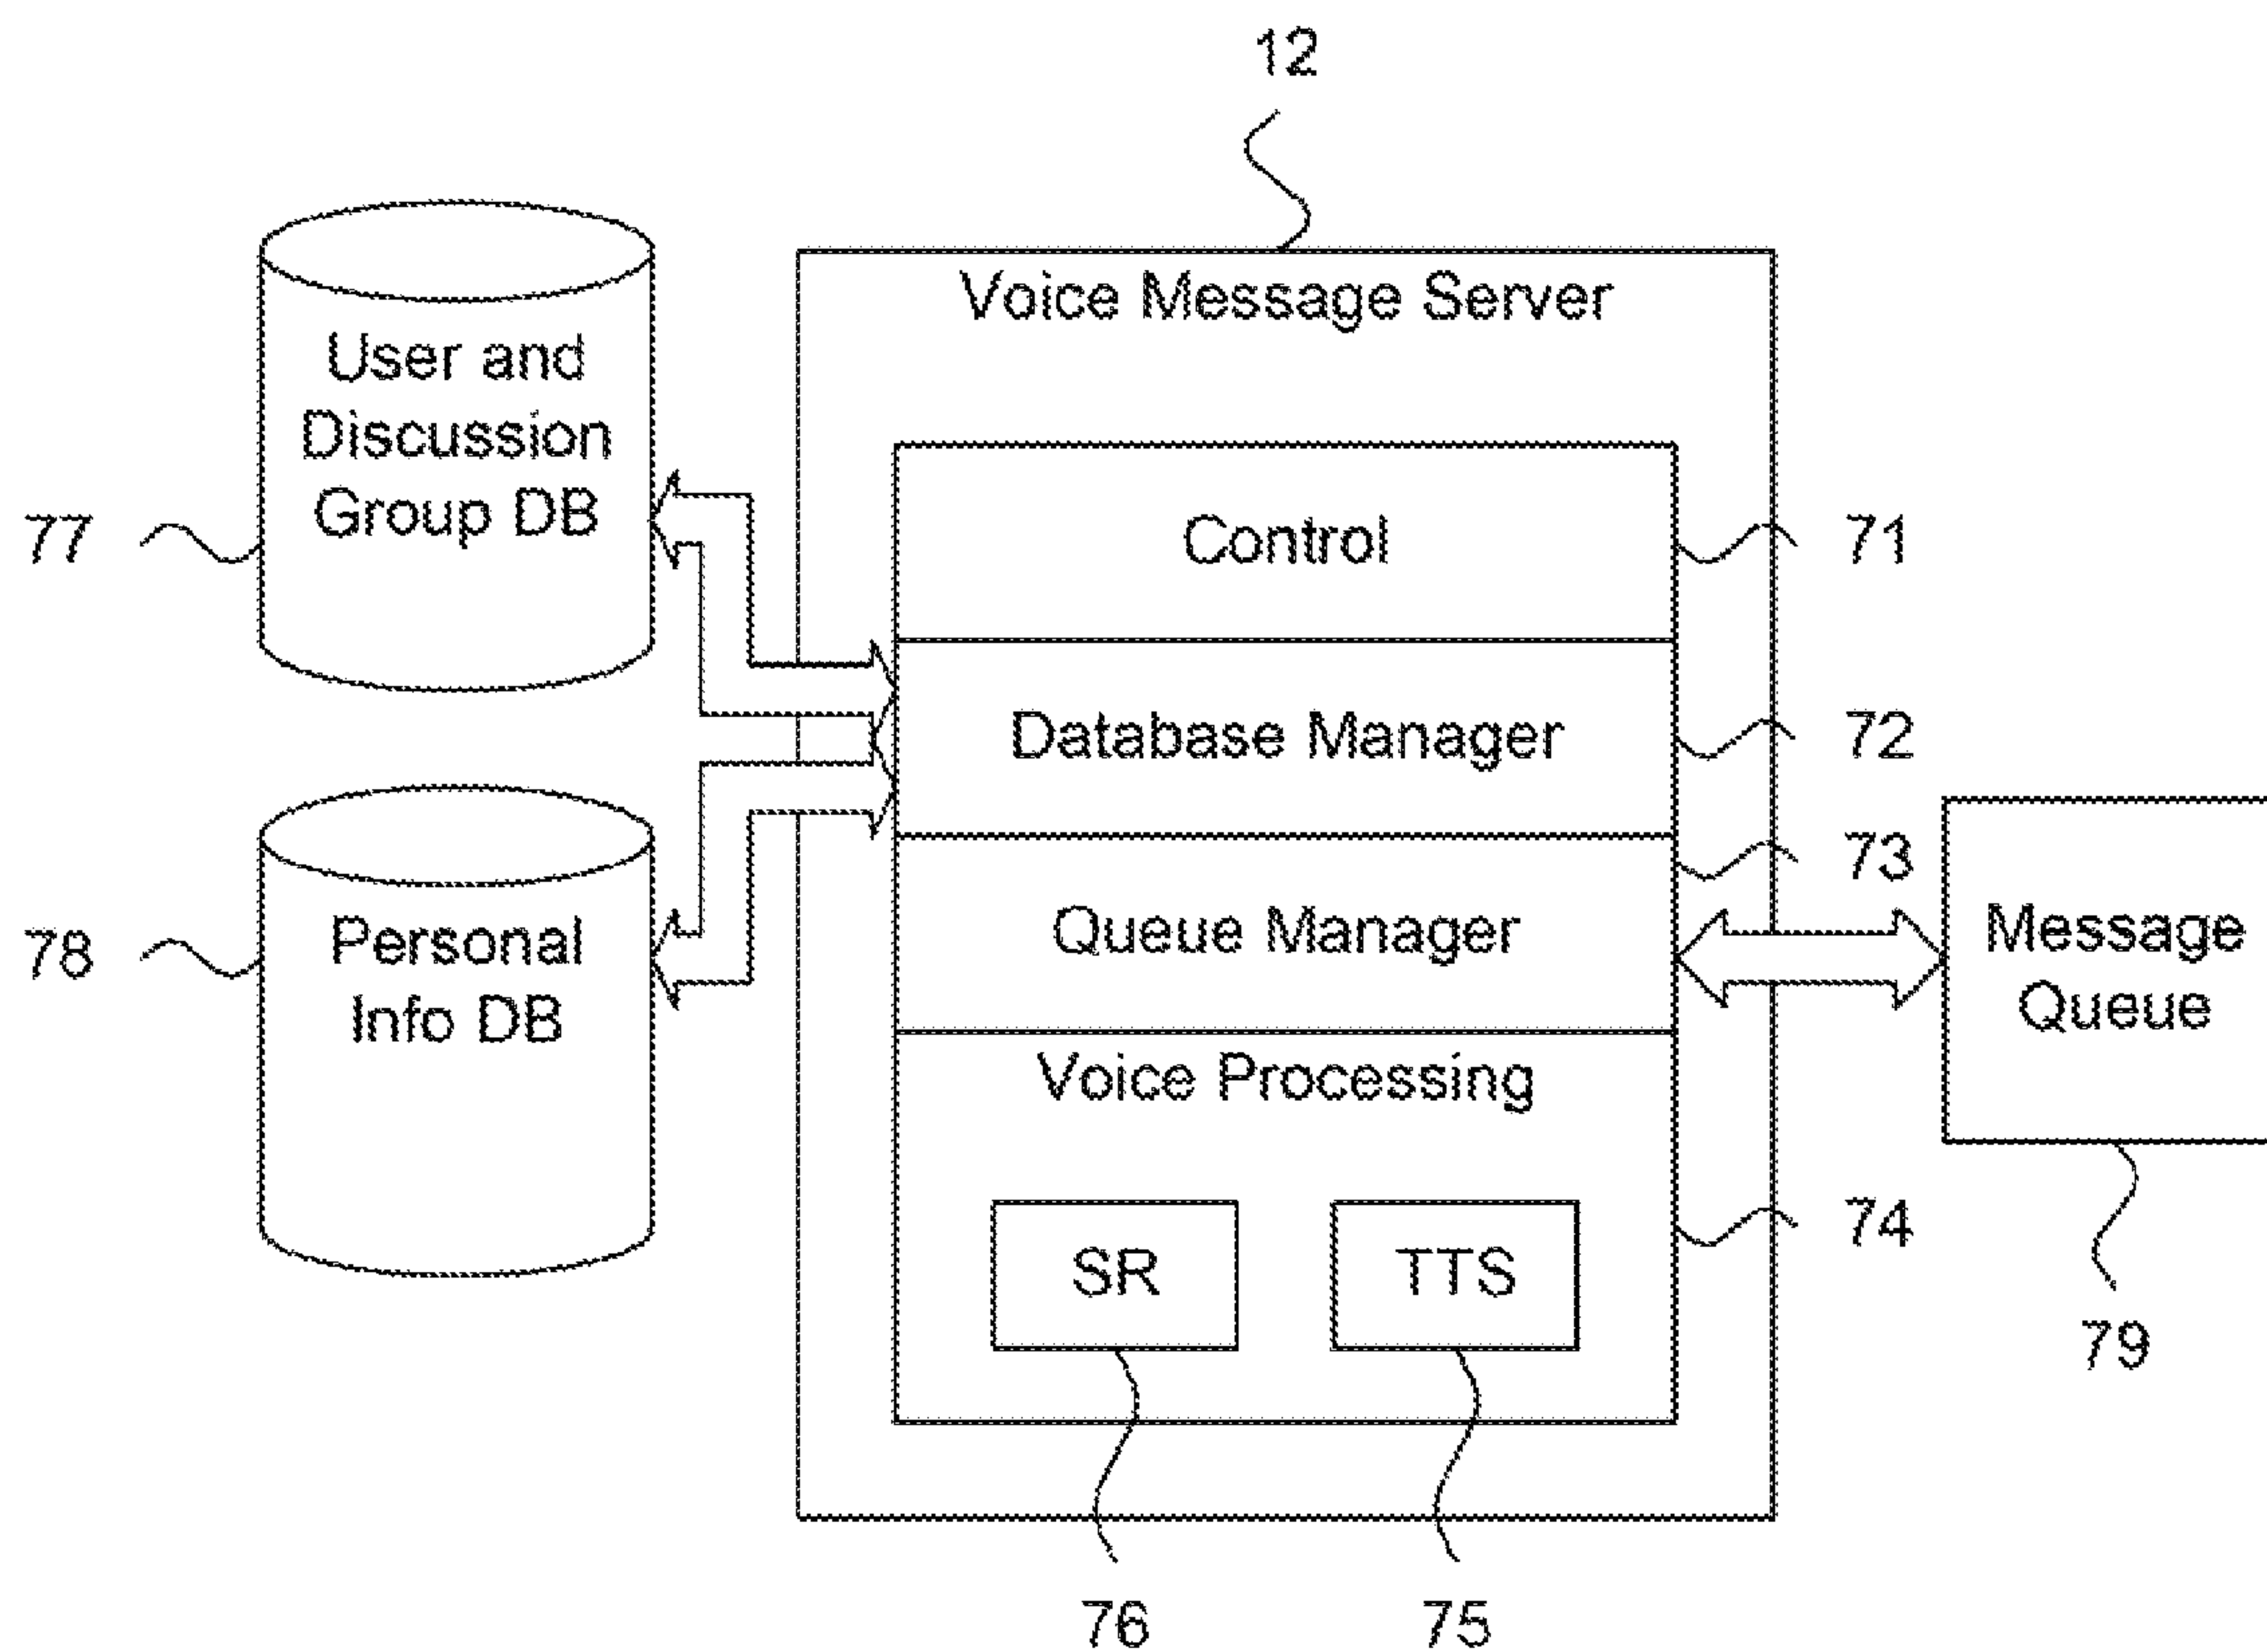 12
Voice Message Server
User and
Discussion
Group DB
77
Control
71
Database Manager
72
73
Personal
Info DB
78
Queue Manager
Message
Queue
79
Voice Processing
74
SR
TTS
76
75